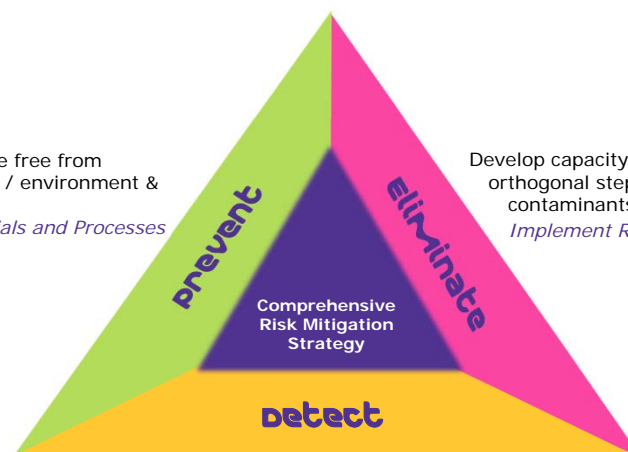 e free from
/ environment &
als and Processes
Prevent
Develop capacity
orthogonal step
contaminants
Implement R
Eliminate
Comprehensive
Risk Mitigation
Strategy
Detect